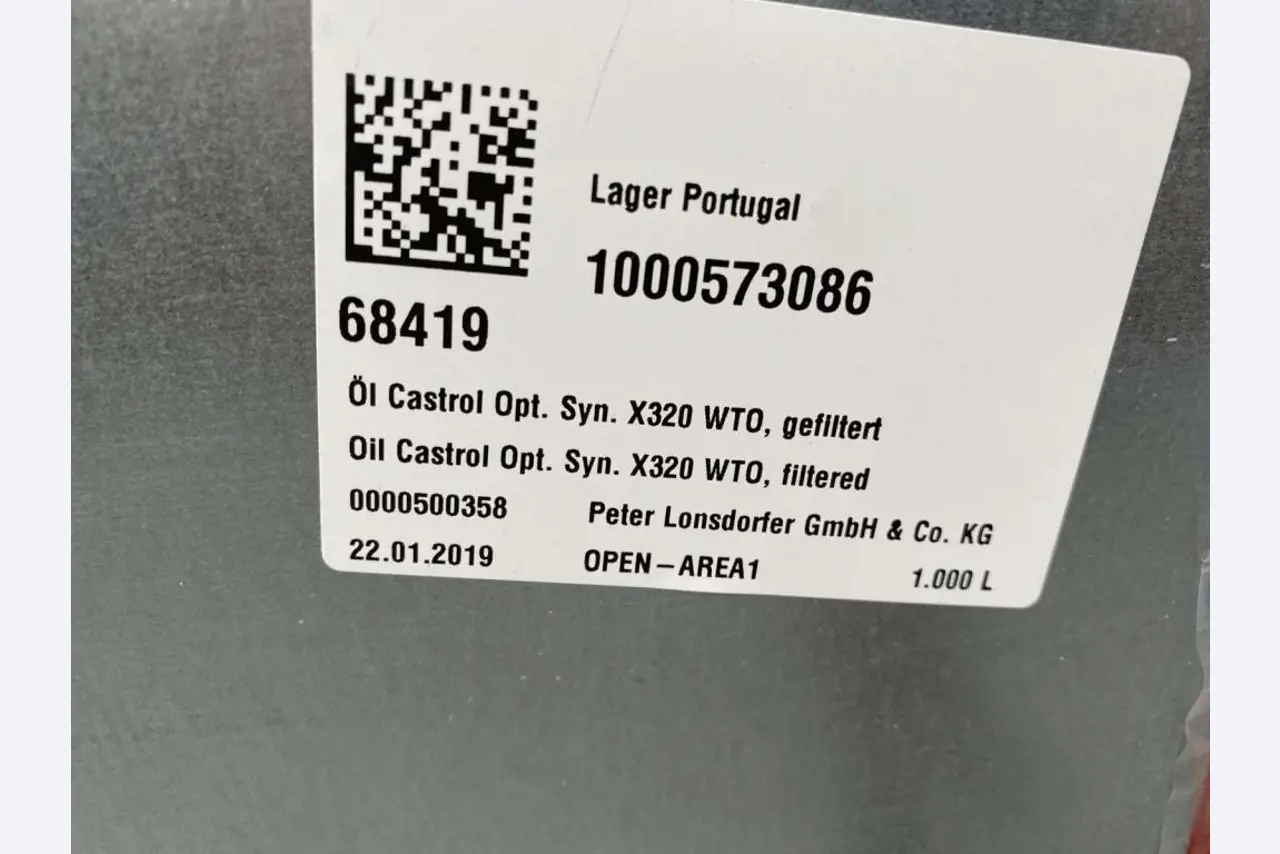 Lager Portugal
1000573086
68419
Öl Castrol Opt. Syn. X320 WTO, gefiltert
Oil Castrol Opt. Syn. X320 WTO, filtered
0000500358 Peter Lonsdorfer GmbH & Co. KG
22.01.2019 OPEN-AREA1 1.000 L